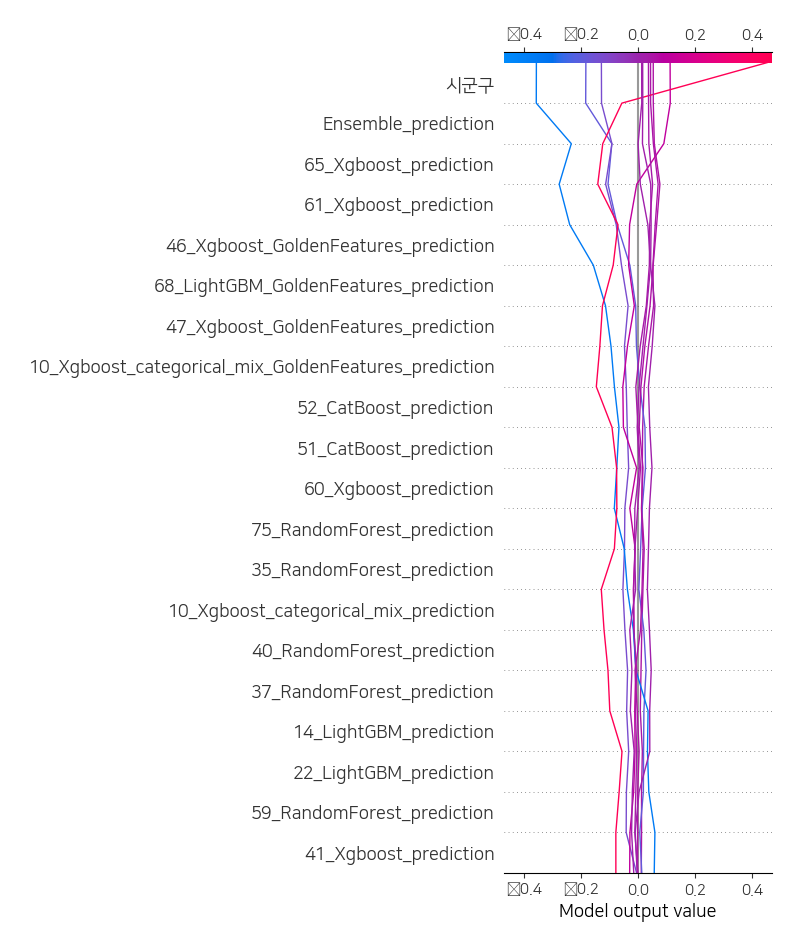 0.4 0.2 0.0 0.2 0.4
시군구
Ensemble_prediction
65_Xgboost_prediction
61_Xgboost_prediction
46_Xgboost_GoldenFeatures_prediction
68_LightGBM_GoldenFeatures_prediction
47_Xgboost_GoldenFeatures_prediction
10_Xgboost_categorical_mix_GoldenFeatures_prediction
52_CatBoost_prediction
51_CatBoost_prediction
60_Xgboost_prediction
75_RandomForest_prediction
35_RandomForest_prediction
10_Xgboost_categorical_mix_prediction
40_RandomForest_prediction
37_RandomForest_prediction
14_LightGBM_prediction
22_LightGBM_prediction
59_RandomForest_prediction
41_Xgboost_prediction
0.4 0.2 0.0 0.2 0.4
Model output value